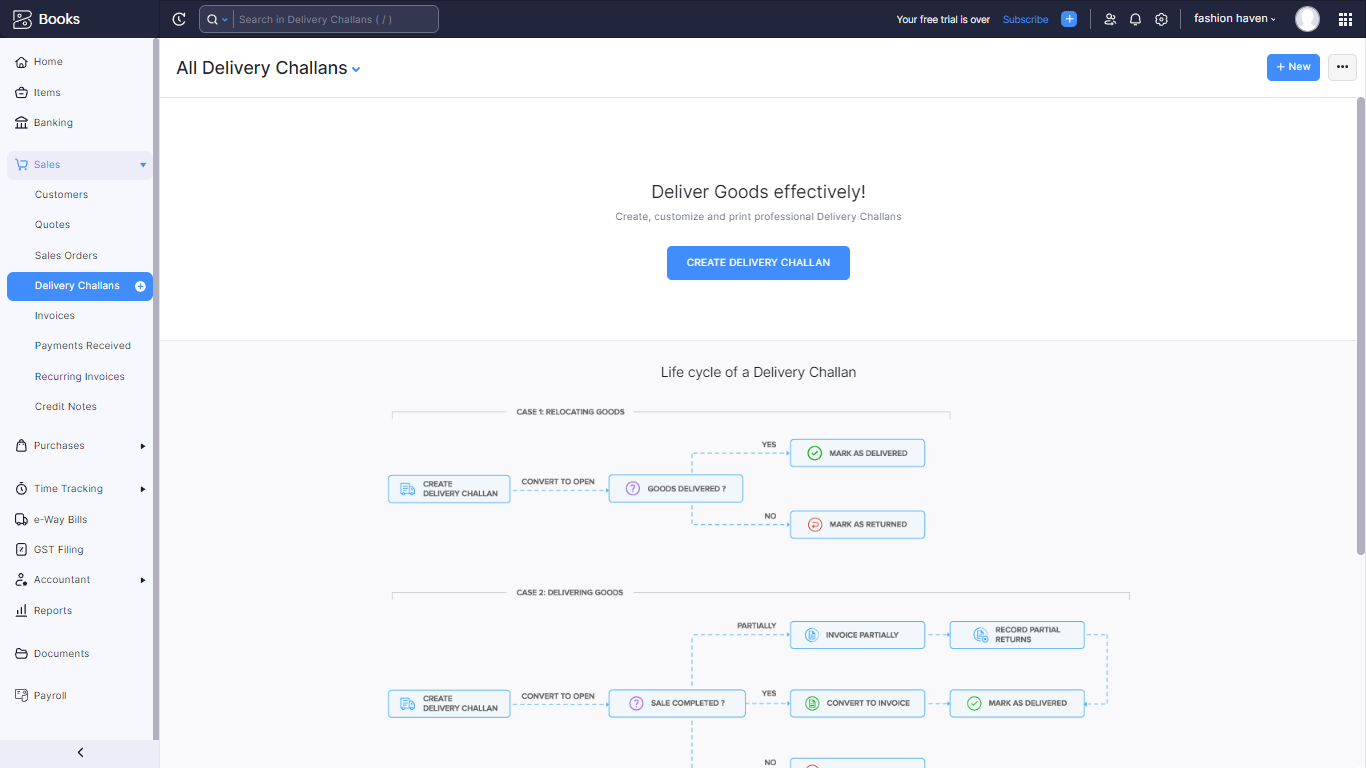 Books
Search in Delivery Challans ( / )
Your free trial is over
Subscribe
fashion haven
Home
Items
Banking
Sales
Customers
Quotes
Sales Orders
Delivery Challans
Invoices
Payments Received
Recurring Invoices
Credit Notes
Purchases
Time Tracking
e-Way Bills
GST Filing
Accountant
Reports
Documents
Payroll
All Delivery Challans
+ New
Deliver Goods effectively!
Create, customize and print professional Delivery Challans
CREATE DELIVERY CHALLAN
Life cycle of a Delivery Challan
CASE 1: RELOCATING GOODS
YES
MARK AS DELIVERED
CREATE
DELIVERY CHALLAN
CONVERT TO OPEN
GOODS DELIVERED ?
NO
MARK AS RETURNED
CASE 2: DELIVERING GOODS
PARTIALLY
INVOICE PARTIALLY
RECORD PARTIAL
RETURNS
CREATE
DELIVERY CHALLAN
CONVERT TO OPEN
SALE COMPLETED ?
YES
CONVERT TO INVOICE
MARK AS DELIVERED
NO